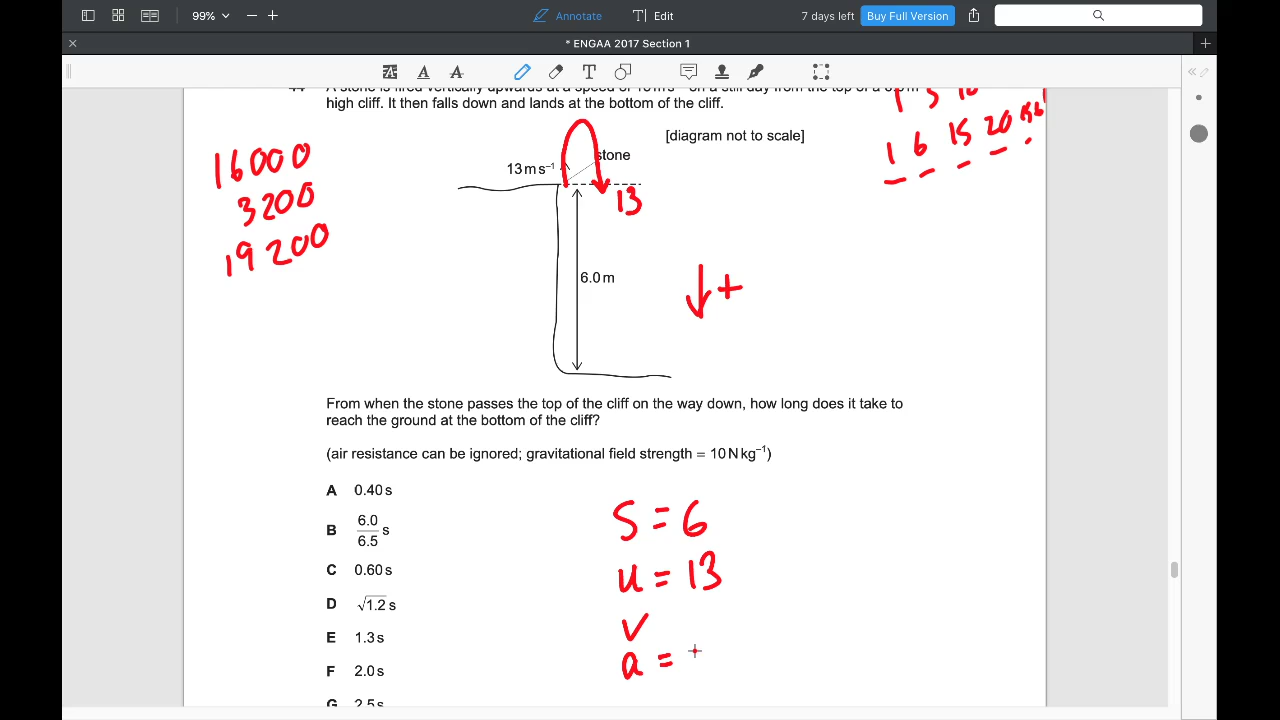 99%
Annotate
Edit
7 days left
Buy Full Version
* ENGAA 2017 Section 1
high cliff. It then falls down and lands at the bottom of the cliff.
[diagram not to scale]
stone
13 m s⁻¹
13
6.0 m
+
16000
3200
19200
1 6 15 20
From when the stone passes the top of the cliff on the way down, how long does it take to
reach the ground at the bottom of the cliff?
(air resistance can be ignored; gravitational field strength = 10 N kg⁻¹)
A 0.40 s
B 6.0/6.5 s
C 0.60 s
D √1.2 s
E 1.3 s
F 2.0 s
G 2.5 s
S = 6
u = 13
v
a =